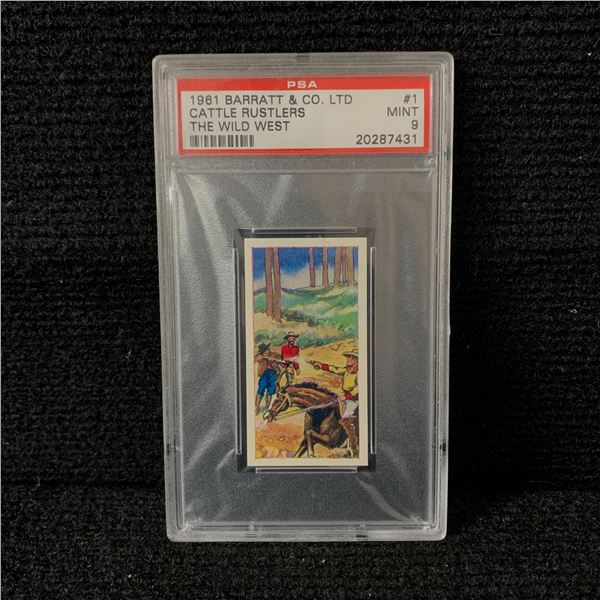 PSA
1961 BARRATT & CO. LTD #1
CATTLE RUSTLERS MINT
THE WILD WEST 9
20287431